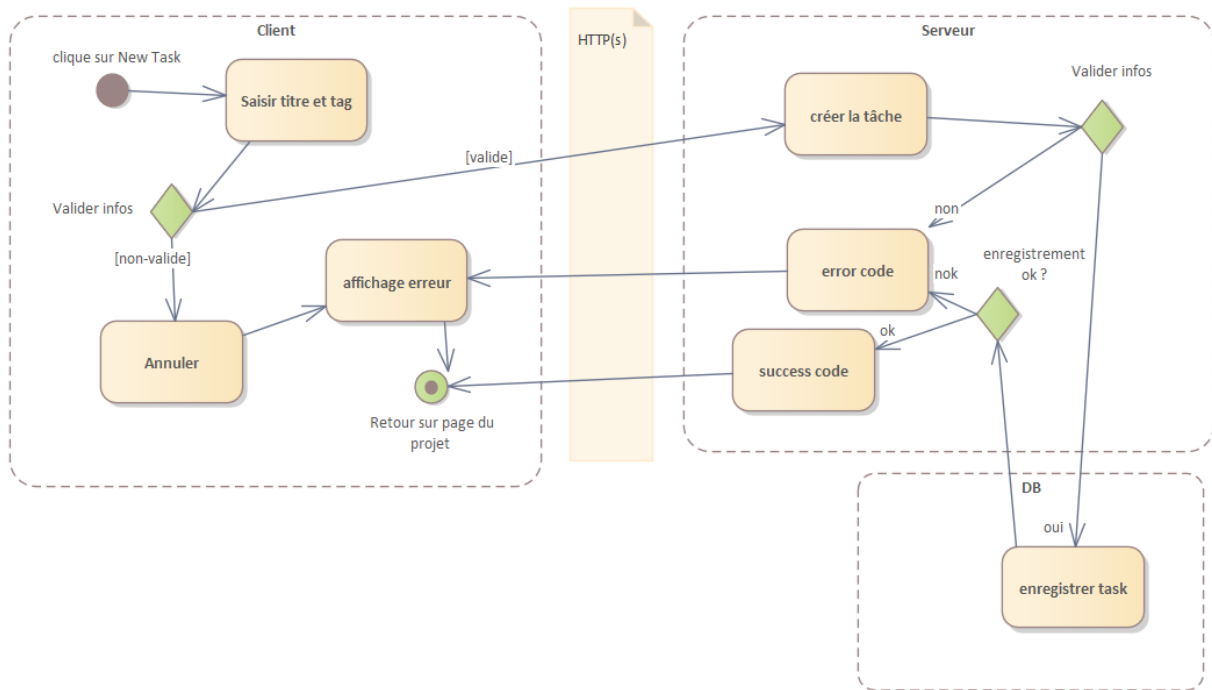 Client
clique sur New Task
Saisir titre et tag
Valider infos
[valide]
[non-valide]
affichage erreur
Annuler
Retour sur page du
projet
HTTP(s)
Serveur
Valider infos
créer la tâche
non
enregistrement
ok ?
error code
nok
ok
success code
DB
oui
enregistrer task